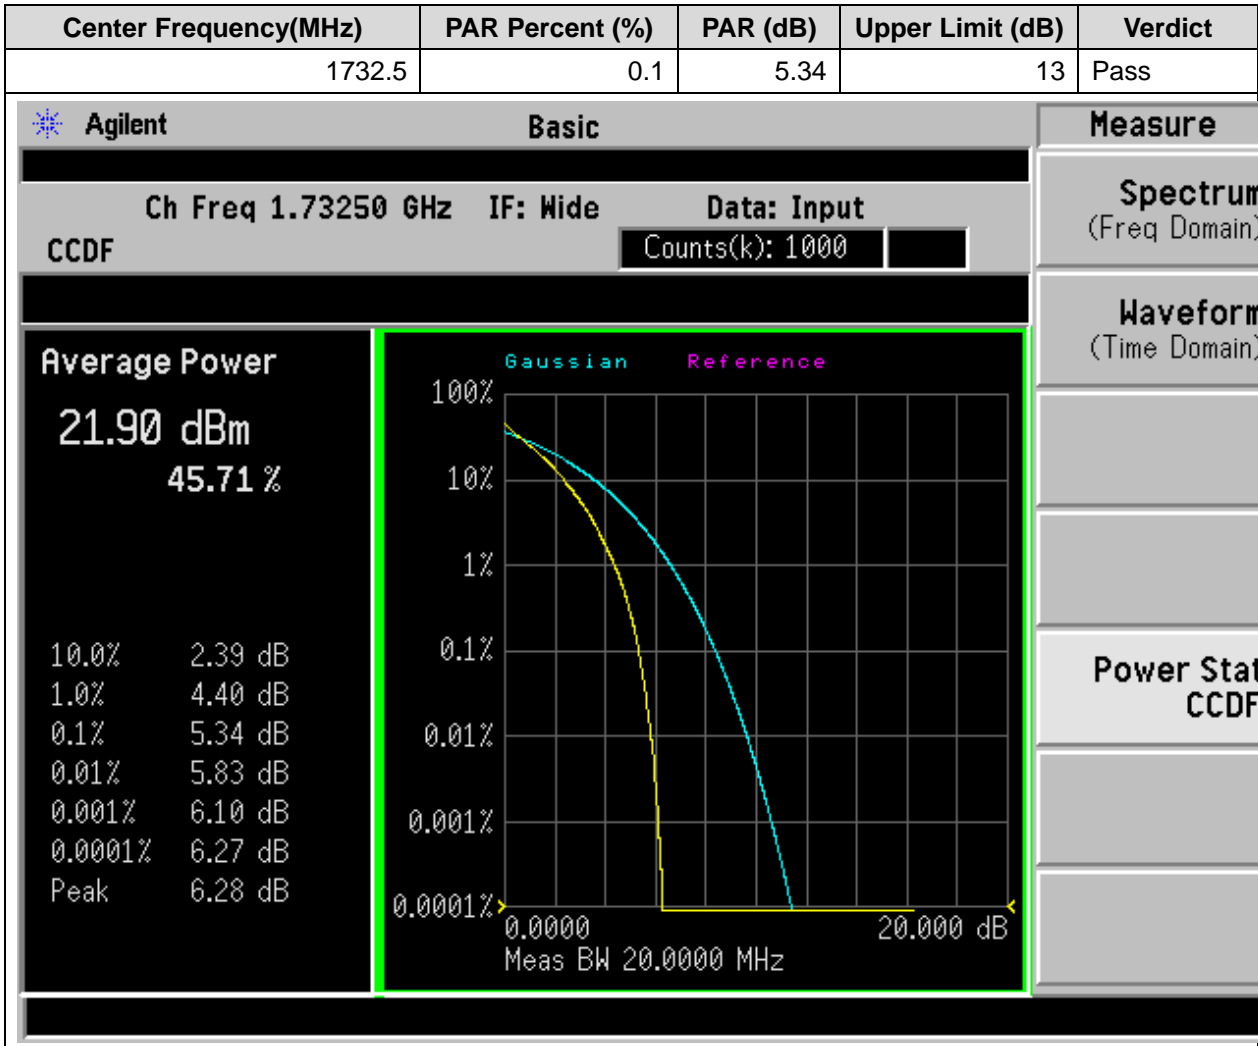 Center Frequency(MHz) PAR Percent (%) PAR (dB) Upper Limit (dB) Verdict
1732.5 0.1 5.34 13 Pass
Agilent Basic Measure
Ch Freq 1.73250 GHz IF: Wide Data: Input
CCDF Counts(k): 1000
Average Power
21.90 dBm
45.71 %
10.0% 2.39 dB
1.0% 4.40 dB
0.1% 5.34 dB
0.01% 5.83 dB
0.001% 6.10 dB
0.0001% 6.27 dB
Peak 6.28 dB
Gaussian Reference
100%
10%
1%
0.1%
0.01%
0.001%
0.0001%
0.0000 20.000 dB
Meas BW 20.0000 MHz
Spectrum
(Freq Domain)
Waveform
(Time Domain)
Power Stat
CCDF